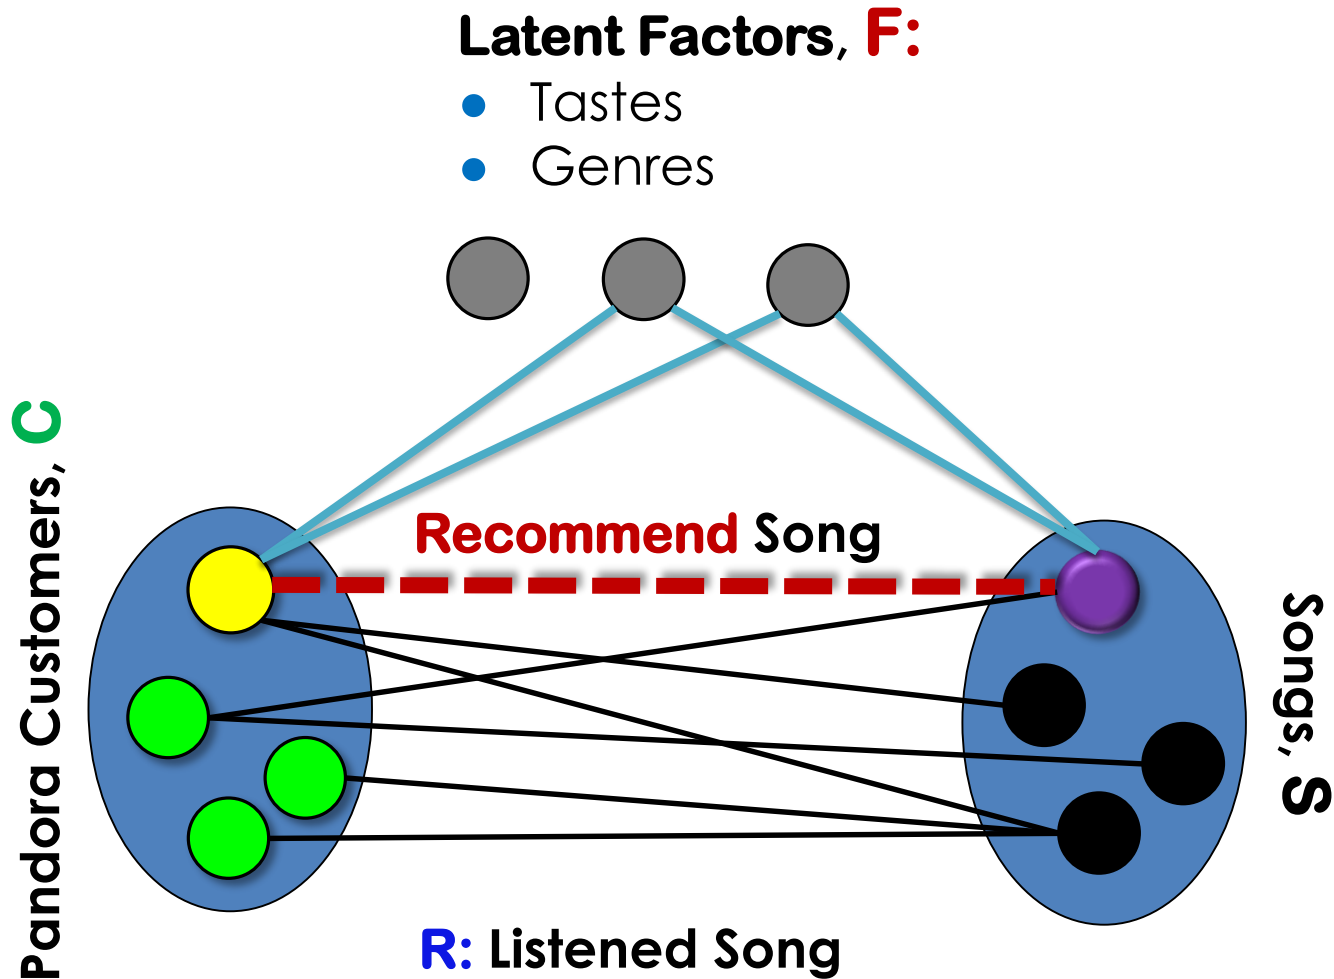 Latent Factors, F:
● Tastes
● Genres
Pandora Customers, C
Recommend Song
Songs, S
R: Listened Song